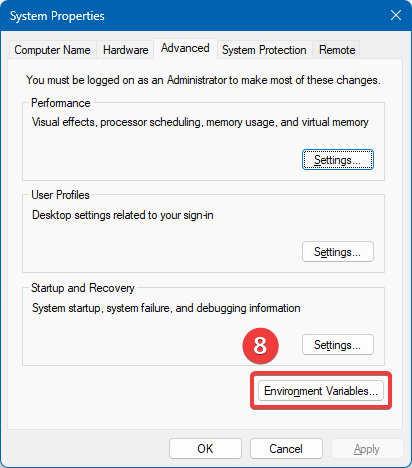 System Properties
Computer Name Hardware Advanced System Protection Remote
You must be logged on as an Administrator to make most of these changes.
Performance
Visual effects, processor scheduling, memory usage, and virtual memory
Settings...
User Profiles
Desktop settings related to your sign-in
Settings...
Startup and Recovery
System startup, system failure, and debugging information
8
Settings...
Environment Variables...
OK Cancel Apply